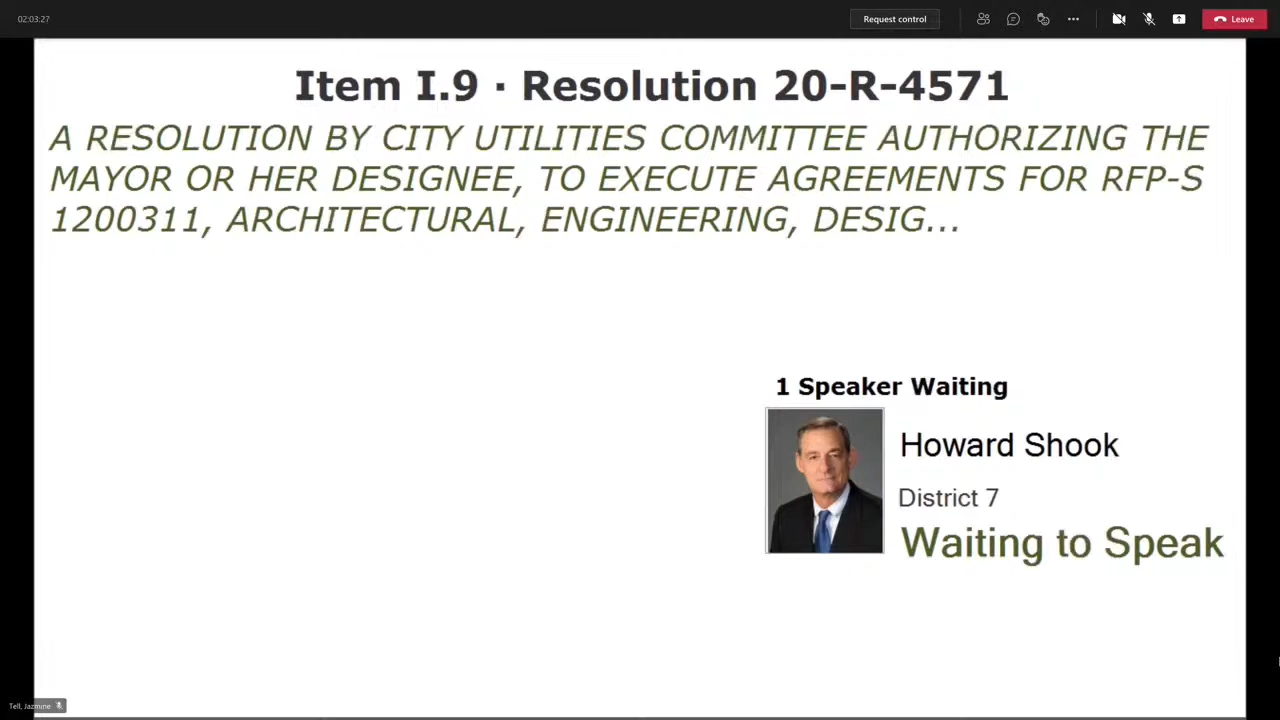 02:03:27
Request control
Leave
Item I.9 · Resolution 20-R-4571
A RESOLUTION BY CITY UTILITIES COMMITTEE AUTHORIZING THE
MAYOR OR HER DESIGNEE, TO EXECUTE AGREEMENTS FOR RFP-S
1200311, ARCHITECTURAL, ENGINEERING, DESIG...
1 Speaker Waiting
Howard Shook
District 7
Waiting to Speak
Tell, Jazmine